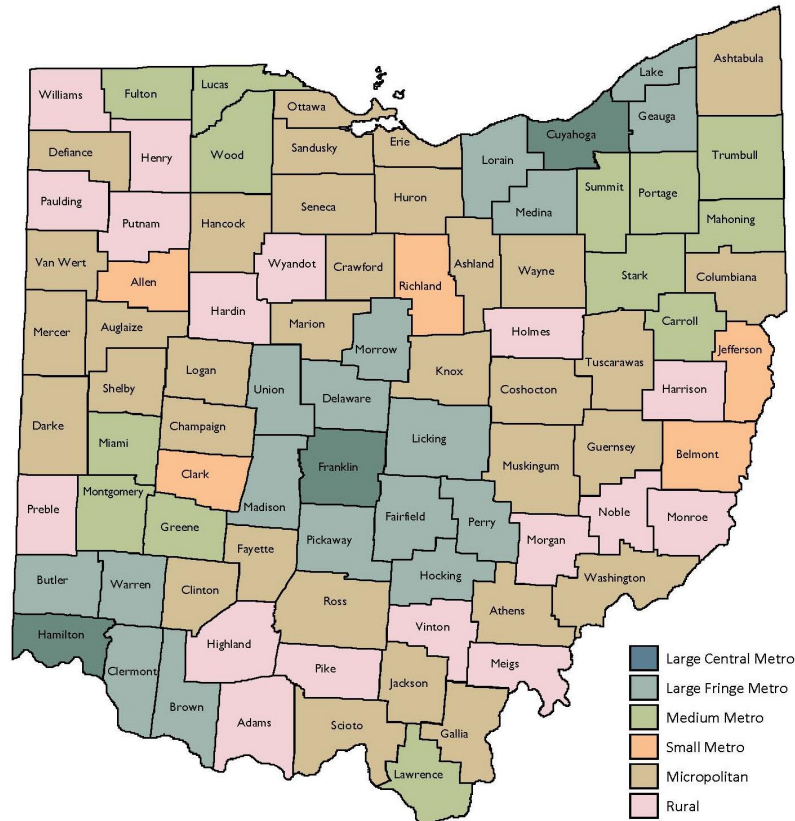 Ashtabula
Lake
Geauga
Cuyahoga
Lucas
Fulton
Williams
Ottawa
Erie
Sandusky
Wood
Henry
Defiance
Lorain
Trumbull
Summit
Portage
Medina
Huron
Seneca
Paulding
Putnam
Hancock
Mahoning
Van Wert
Allen
Wyandot
Crawford
Richland
Ashland
Wayne
Stark
Columbiana
Hardin
Marion
Mercer
Auglaize
Morrow
Holmes
Carroll
Jefferson
Tuscarawas
Logan
Union
Knox
Coshocton
Harrison
Shelby
Delaware
Darke
Champaign
Licking
Miami
Guernsey
Belmont
Muskingum
Franklin
Clark
Montgomery
Madison
Preble
Greene
Fairfield
Perry
Noble
Monroe
Pickaway
Morgan
Fayette
Butler
Warren
Clinton
Hocking
Washington
Ross
Athens
Hamilton
Highland
Vinton
Meigs
Clermont
Pike
Jackson
Brown
Adams
Scioto
Gallia
Lawrence
Large Central Metro
Large Fringe Metro
Medium Metro
Small Metro
Micropolitan
Rural